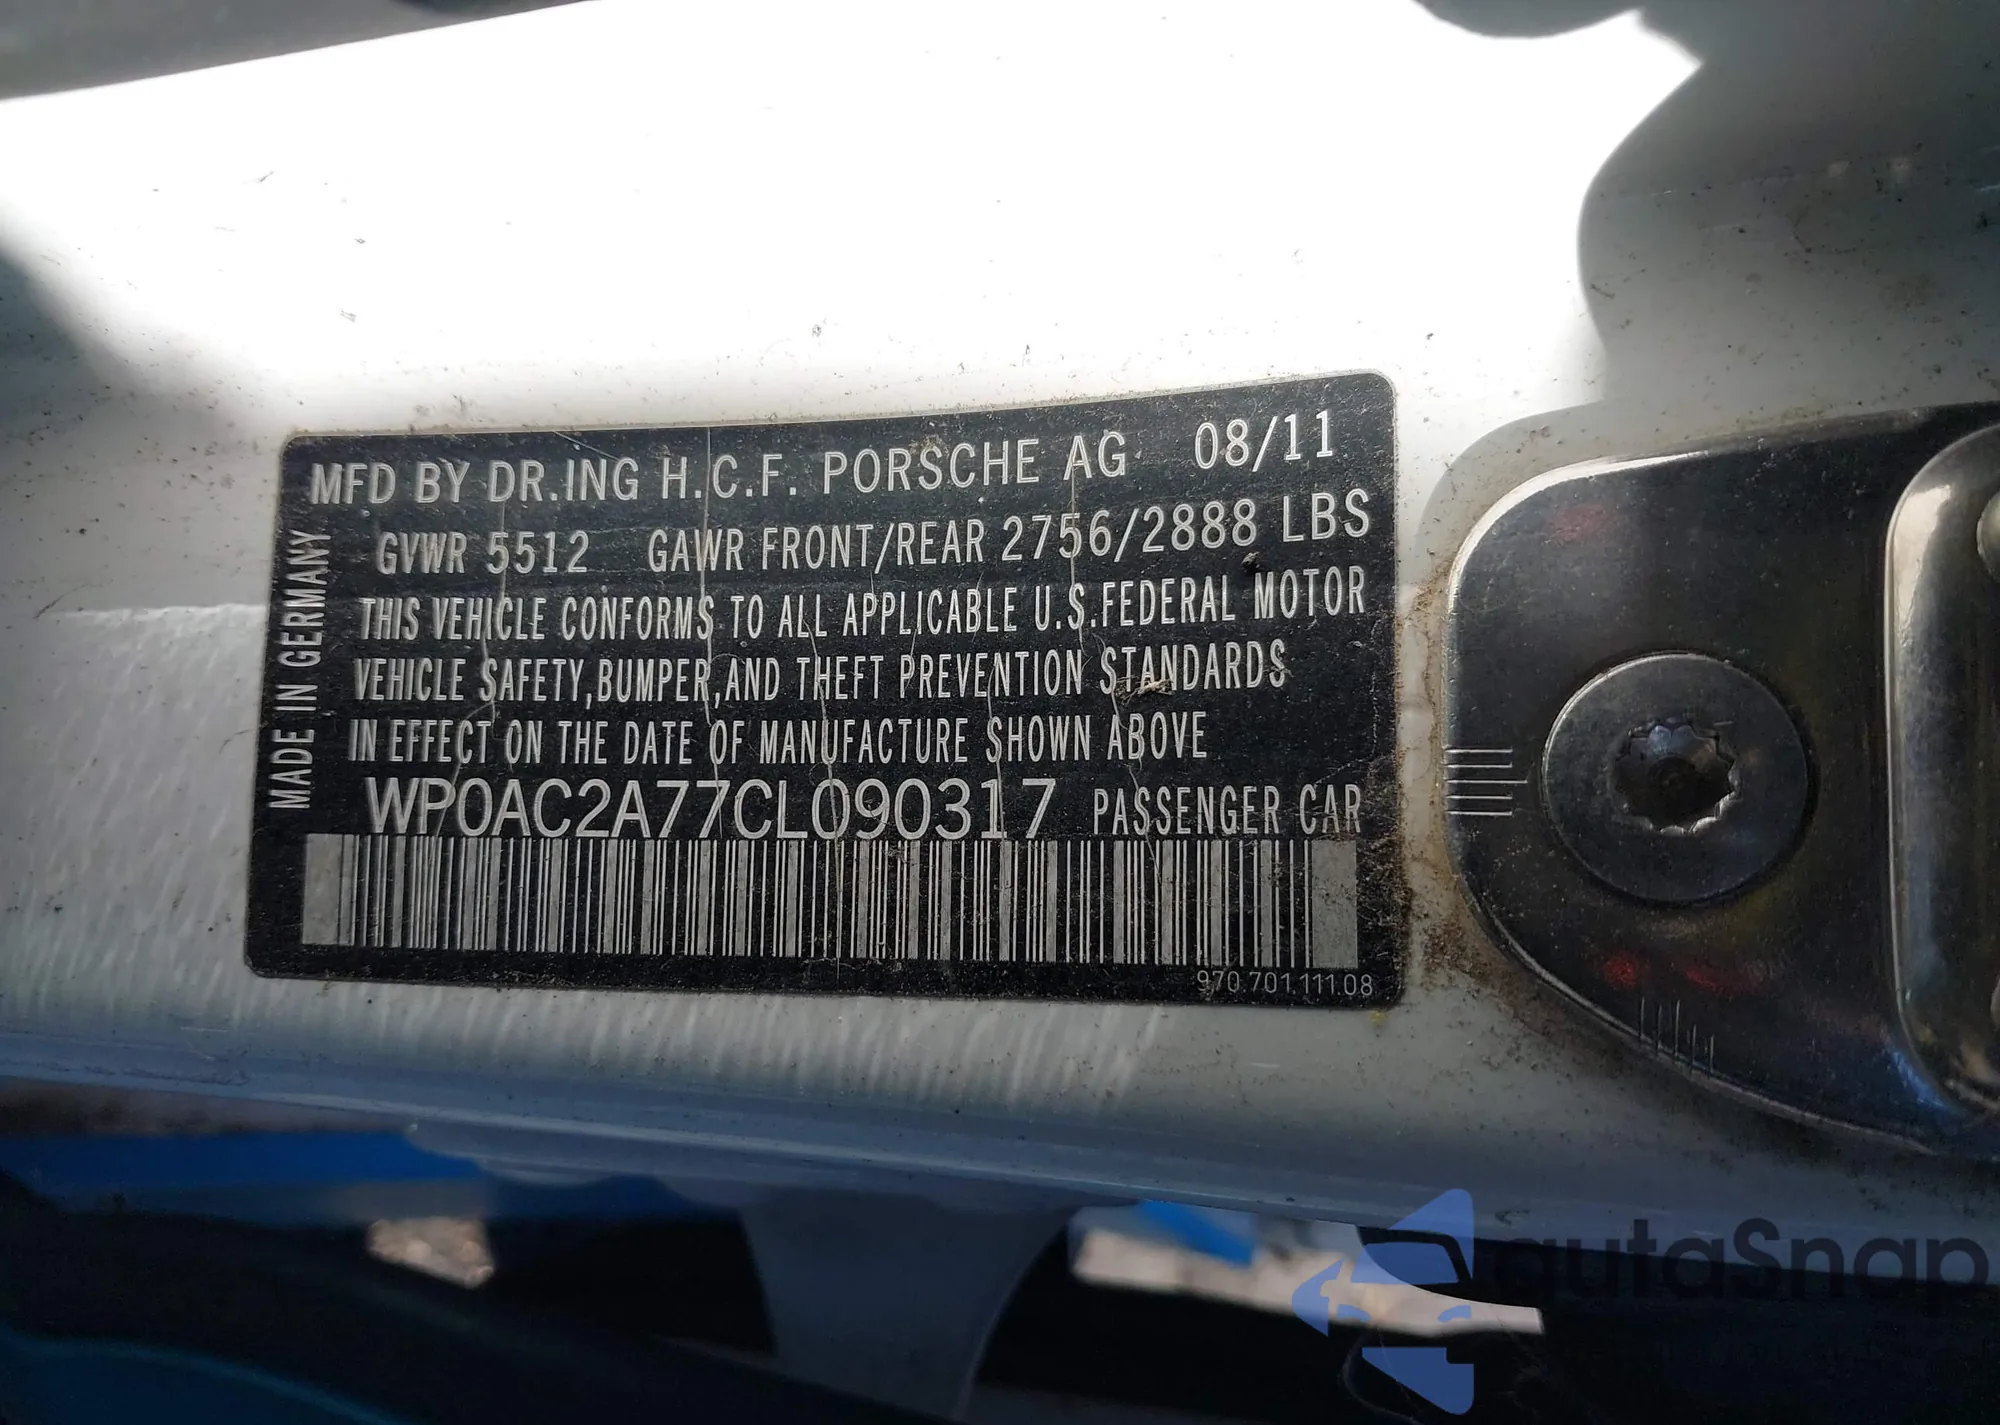 MFD BY DR.ING H.C.F. PORSCHE AG 08/11
GVWR 5512 GAWR FRONT/REAR 2756/2888 LBS
THIS VEHICLE CONFORMS TO ALL APPLICABLE U.S.FEDERAL MOTOR
VEHICLE SAFETY,BUMPER,AND THEFT PREVENTION STANDARDS
IN EFFECT ON THE DATE OF MANUFACTURE SHOWN ABOVE
WP0AC2A77CL090317 PASSENGER CAR
970.701.111.08
MADE IN GERMANY
autaSnap